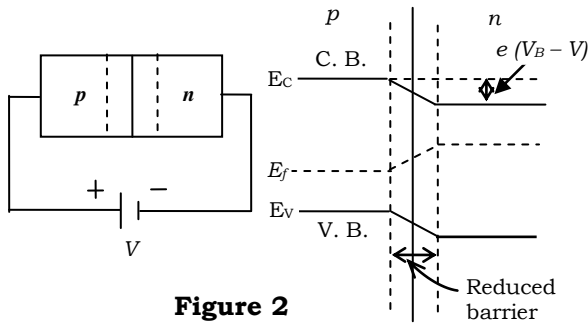 p
n
e (V_B – V)
C. B.
E_C
p
n
E_f
+
–
V
E_V
V. B.
Reduced
barrier
Figure 2